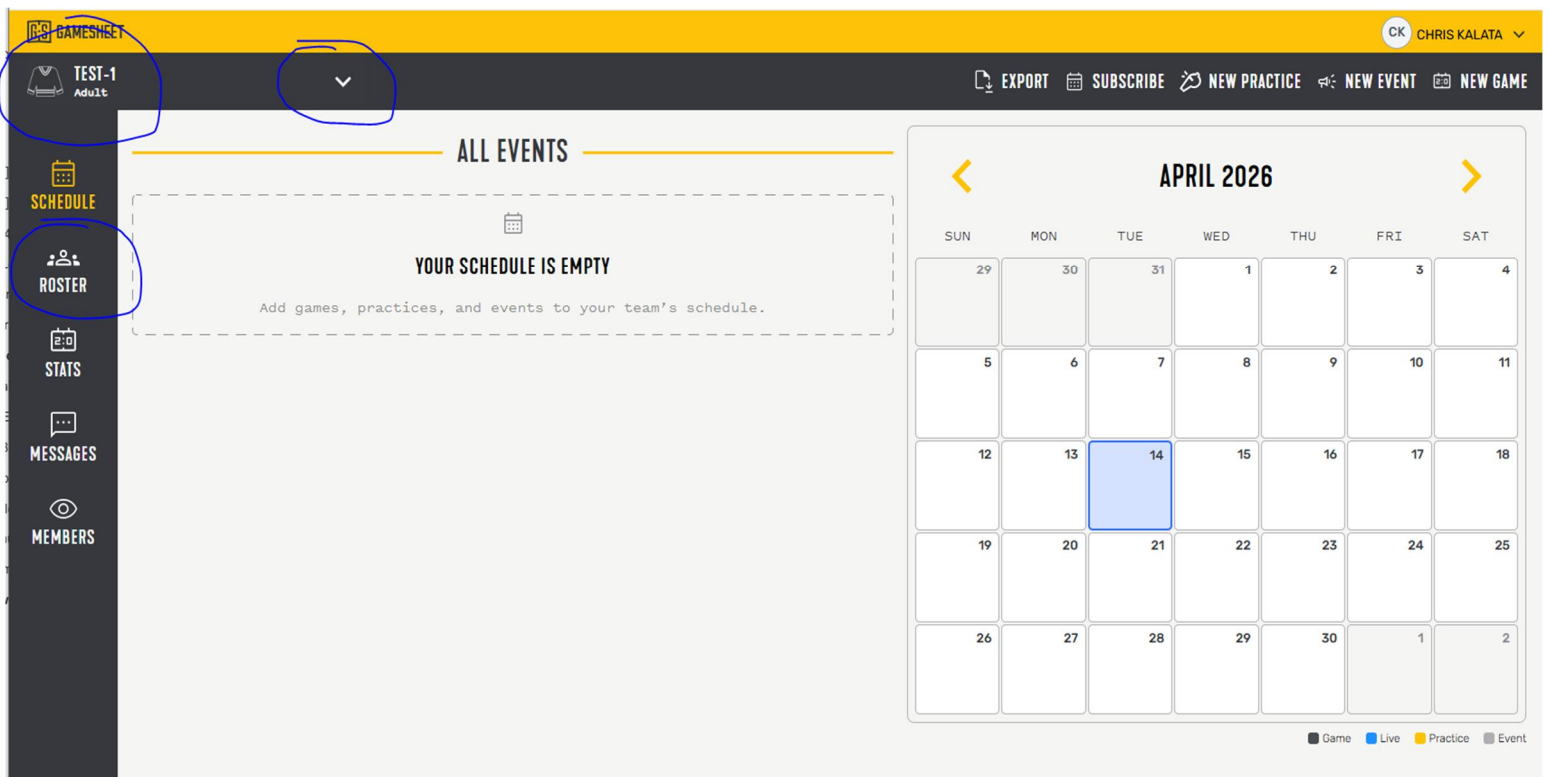 GAMESHEET
CK CHRIS KALATA
TEST-1
Adult
EXPORT SUBSCRIBE NEW PRACTICE NEW EVENT NEW GAME
SCHEDULE
ROSTER
STATS
MESSAGES
MEMBERS
ALL EVENTS
YOUR SCHEDULE IS EMPTY
Add games, practices, and events to your team's schedule.
APRIL 2026
SUN MON TUE WED THU FRI SAT
29 30 31 1 2 3 4
5 6 7 8 9 10 11
12 13 14 15 16 17 18
19 20 21 22 23 24 25
26 27 28 29 30 1 2
Game Live Practice Event